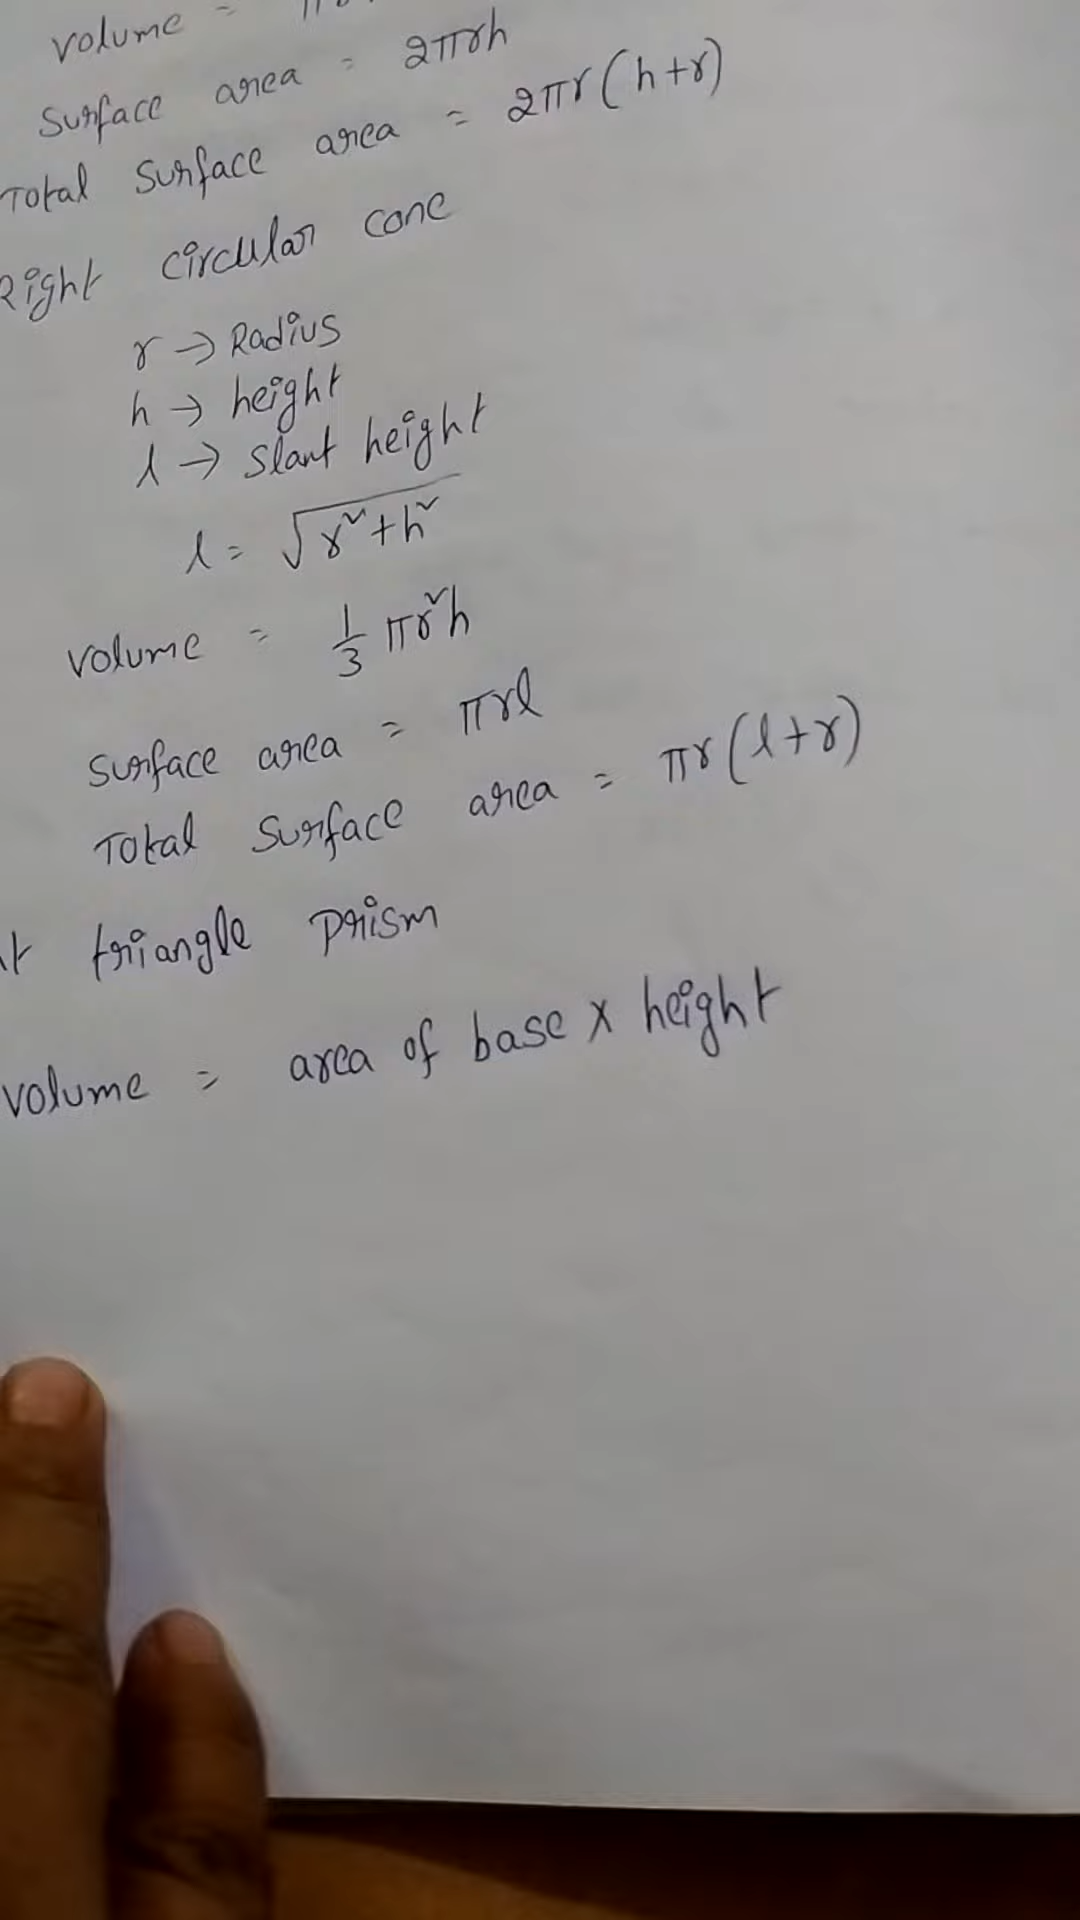 volume =
Surface area = 2πrh
Total Surface area = 2πr(h+r)
Right circular cone
r → Radius
h → height
l → Slant height
l = √r²+h²
volume = 1/3 πr²h
Surface area = πrl
Total Surface area = πr(l+r)
triangle Prism
volume = area of base × height